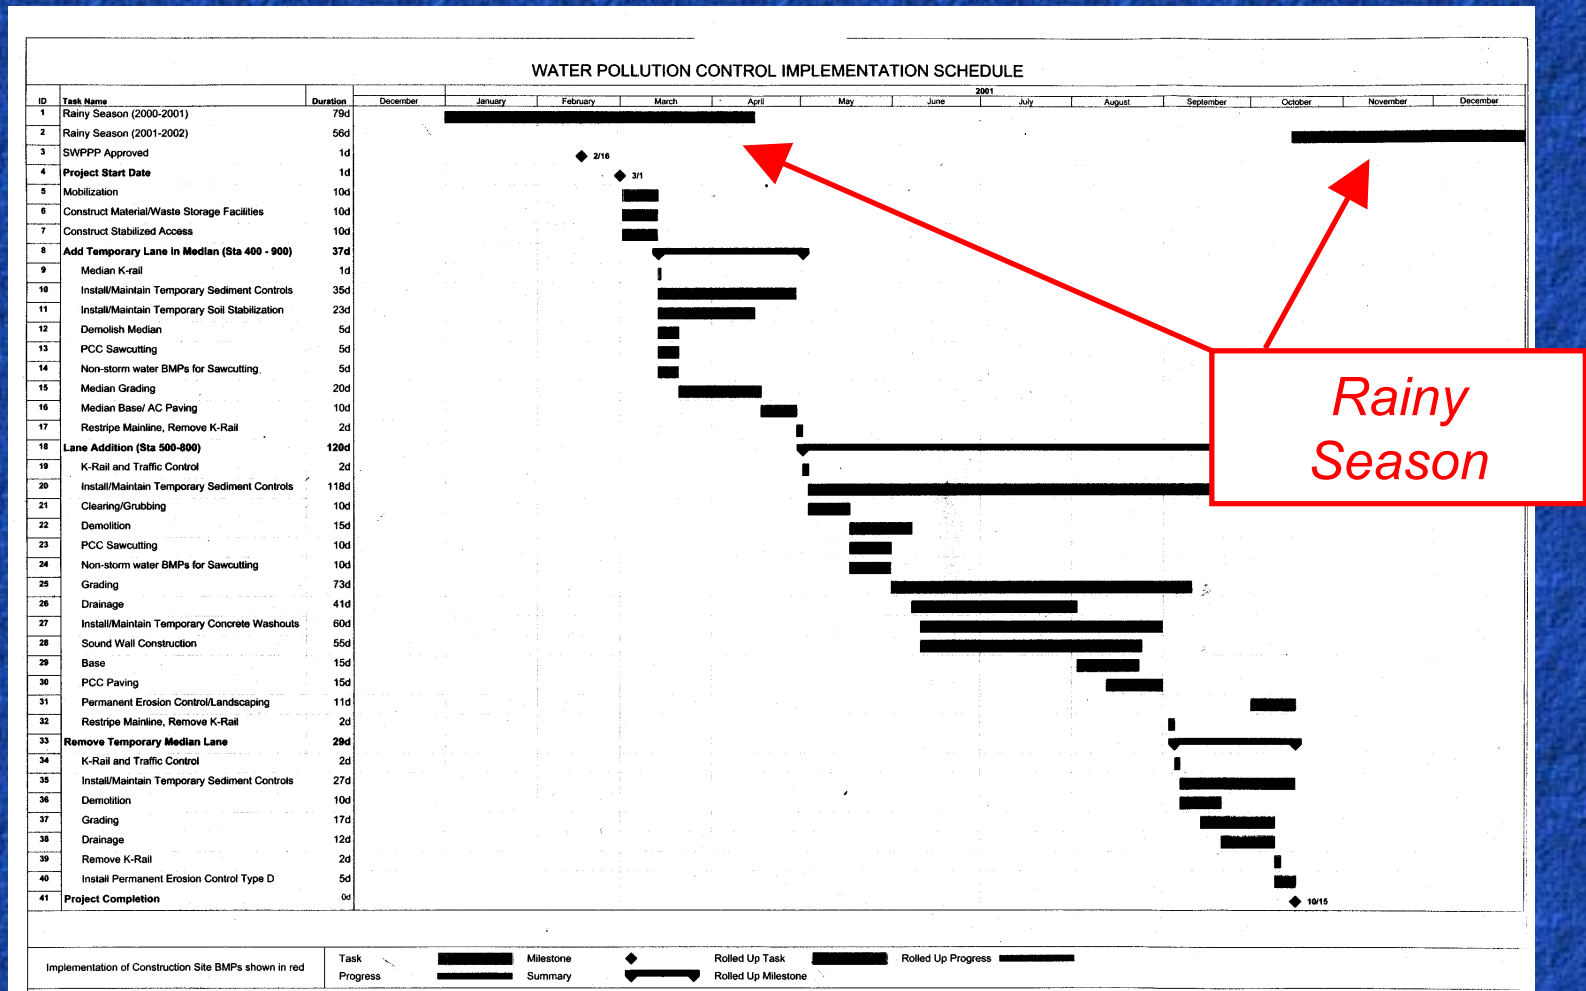 WATER POLLUTION CONTROL IMPLEMENTATION SCHEDULE
2001
ID Task Name Duration December January February March April May June July August September October November December
1 Rainy Season (2000-2001) 79d
2 Rainy Season (2001-2002) 56d
3 SWPPP Approved 1d 2/16
4 Project Start Date 1d 3/1
5 Mobilization 10d
6 Construct Material/Waste Storage Facilities 10d
7 Construct Stabilized Access 10d
8 Add Temporary Lane in Median (Sta 400 - 900) 37d
9 Median K-rail 1d
10 Install/Maintain Temporary Sediment Controls 35d
11 Install/Maintain Temporary Soil Stabilization 23d
12 Demolish Median 5d
13 PCC Sawcutting 5d
14 Non-storm water BMPs for Sawcutting 5d
15 Median Grading 20d
16 Median Base/ AC Paving 10d
17 Restripe Mainline, Remove K-Rail 2d
18 Lane Addition (Sta 500-800) 120d
19 K-Rail and Traffic Control 2d
20 Install/Maintain Temporary Sediment Controls 118d
21 Clearing/Grubbing 10d
22 Demolition 15d
23 PCC Sawcutting 10d
24 Non-storm water BMPs for Sawcutting 10d
25 Grading 73d
26 Drainage 41d
27 Install/Maintain Temporary Concrete Washouts 60d
28 Sound Wall Construction 55d
29 Base 15d
30 PCC Paving 15d
31 Permanent Erosion Control/Landscaping 11d
32 Restripe Mainline, Remove K-Rail 2d
33 Remove Temporary Median Lane 29d
34 K-Rail and Traffic Control 2d
35 Install/Maintain Temporary Sediment Controls 27d
36 Demolition 10d
37 Grading 17d
38 Drainage 12d
39 Remove K-Rail 2d
40 Install Permanent Erosion Control Type D 5d
41 Project Completion 0d 10/15
Rainy
Season
Implementation of Construction Site BMPs shown in red
Task Milestone Rolled Up Task Rolled Up Progress
Progress Summary Rolled Up Milestone